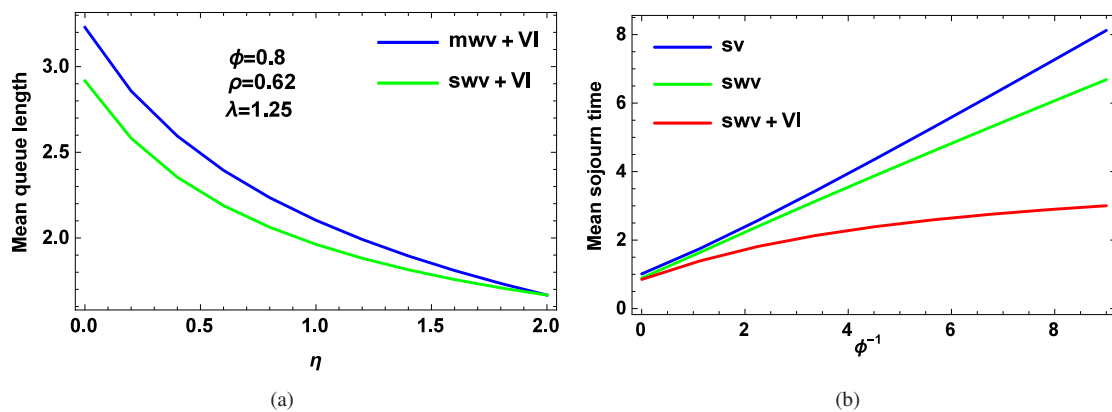 Mean queue length
3.0
2.5
2.0
0.0 0.5 1.0 1.5 2.0
η
ϕ=0.8
ρ=0.62
λ=1.25
mwv + VI
swv + VI
(a)
Mean sojourn time
8
6
4
2
0
0 2 4 6 8
ϕ⁻¹
sv
swv
swv + VI
(b)